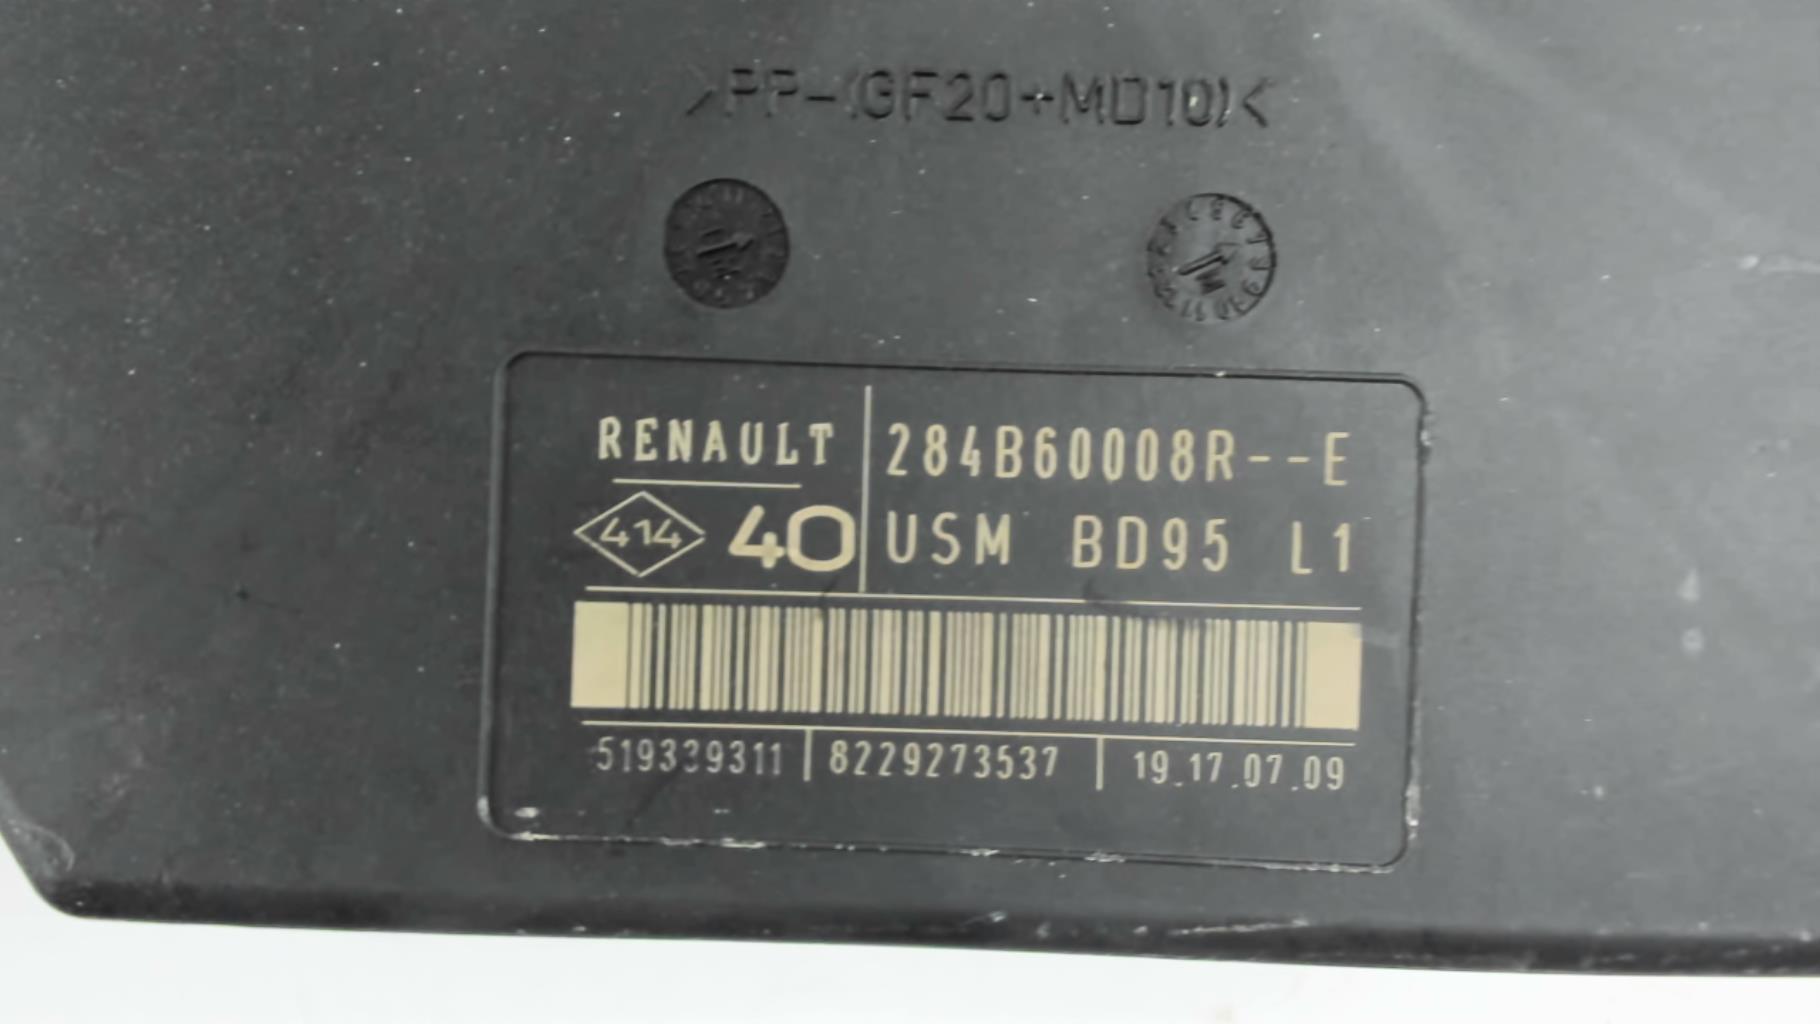 >PP-(GF20+MD10)<
RENAULT
284B60008R--E
414
40
USM BD95 L1
519339311
8229273537
19.17.07.09